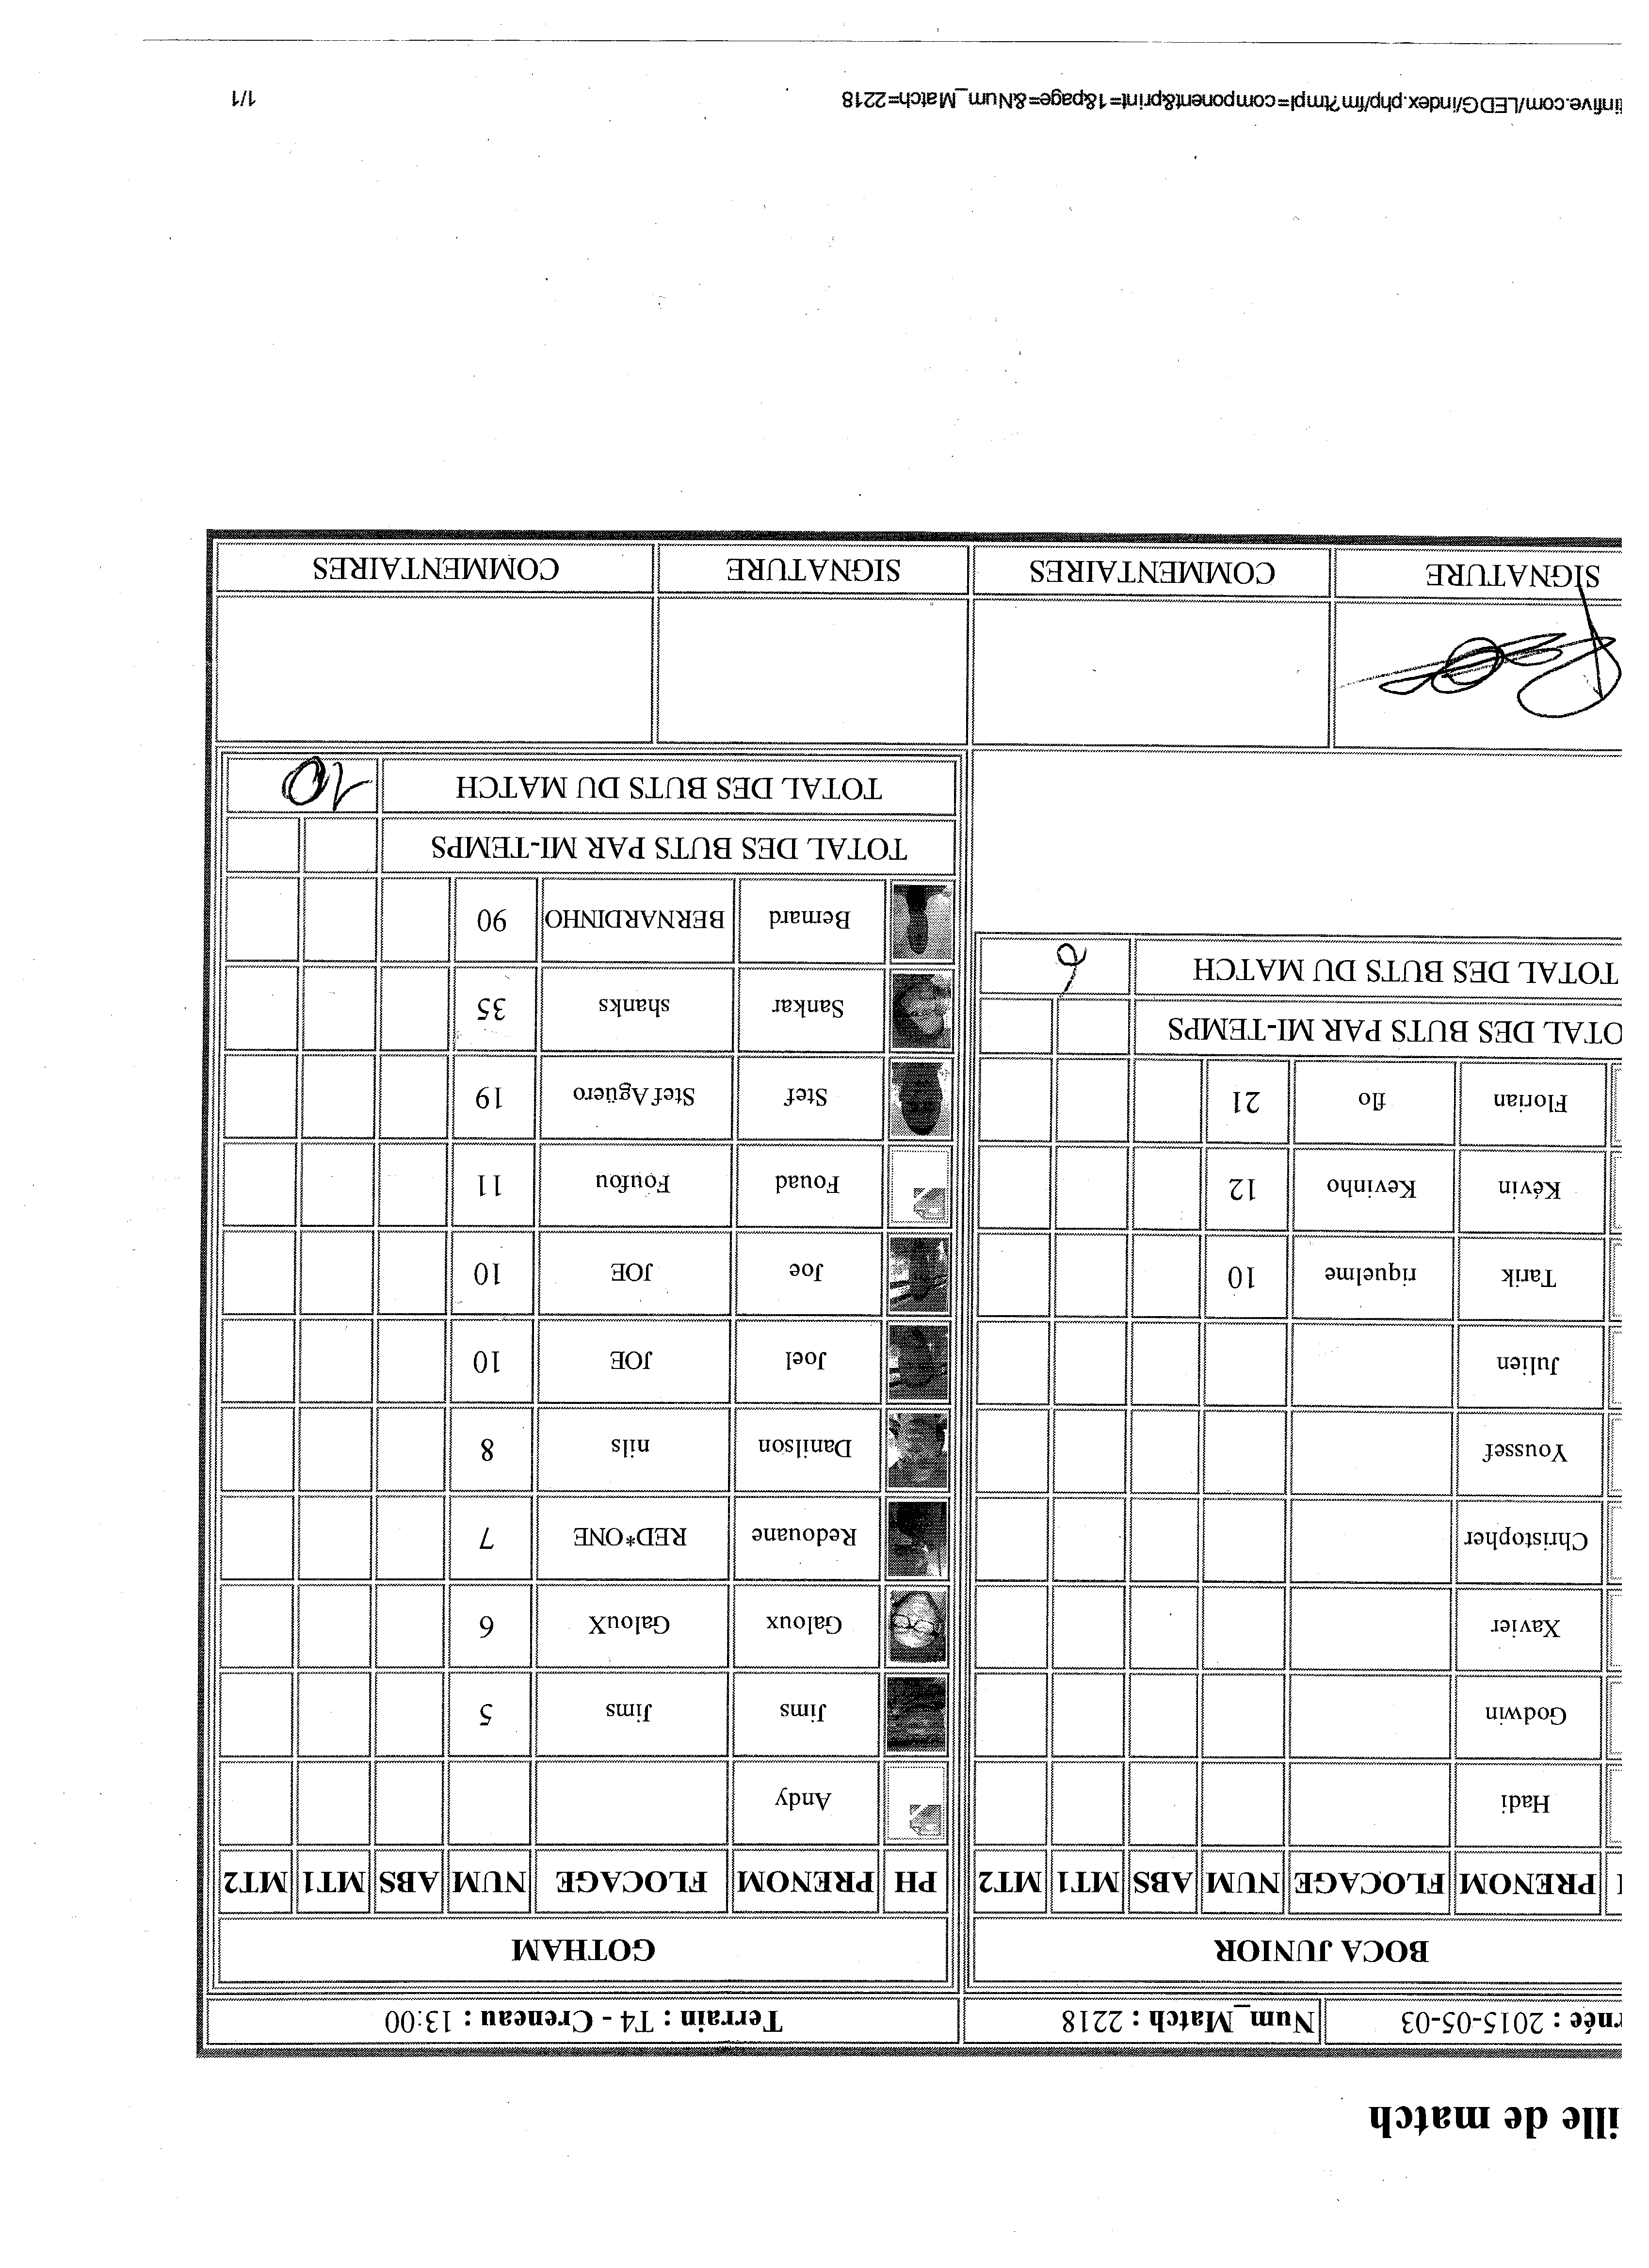 ille de match
rnée : 2015-05-03 Num_Match : 2218 Terrain : T4 - Creneau : 13:00
BOCA JUNIOR GOTHAM
PRENOM FLOCAGE NUM ABS MT1 MT2 PH PRENOM FLOCAGE NUM ABS MT1 MT2
Hadi Andy
Godwin Jims Jims 5
Xavier Galoux GalouX 6
Christopher Redouane RED*ONE 7
Youssef Danilson nils 8
Julien Joel JOE 10
Tarik riquelme 10 Joe JOE 10
Kévin Kevinho 12 Fouad Foufou 11
Florian flo 21 Stef Stef Agüero 19
OTAL DES BUTS PAR MI-TEMPS Sankar shanks 35
TOTAL DES BUTS DU MATCH 6 Bernard BERNARDINHO 90
TOTAL DES BUTS PAR MI-TEMPS
TOTAL DES BUTS DU MATCH 10
SIGNATURE COMMENTAIRES SIGNATURE COMMENTAIRES
infive.com/LEDG/index.php/fm?tmpl=component&print=1&page=&Num_Match=2218 1/1